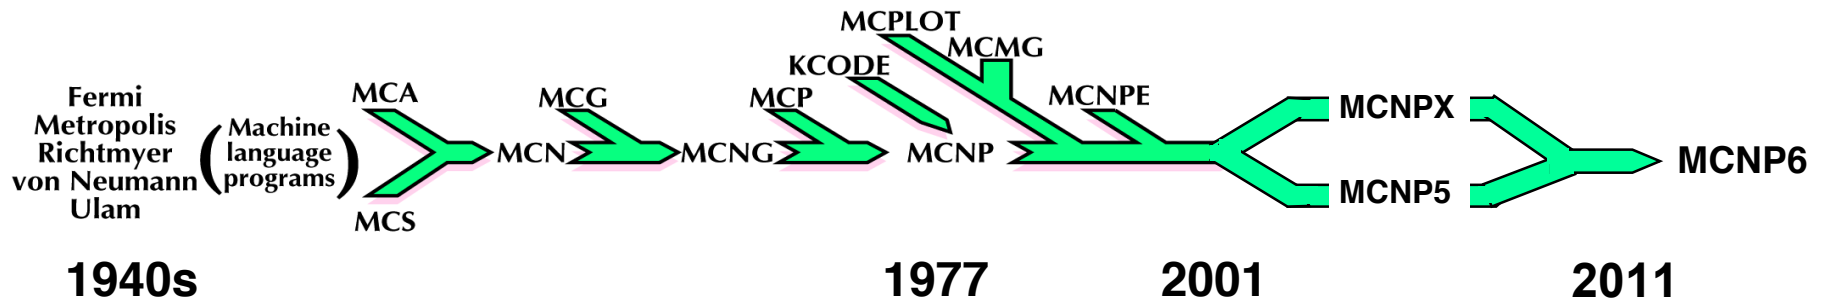 Fermi
Metropolis
Richtmyer
von Neumann
Ulam
(Machine
language
programs)
MCA
MCS
MCN
MCG
MCNG
MCP
KCODE
MCNP
MCPLOT
MCMG
MCNPE
MCNPX
MCNP5
MCNP6
1940s
1977
2001
2011